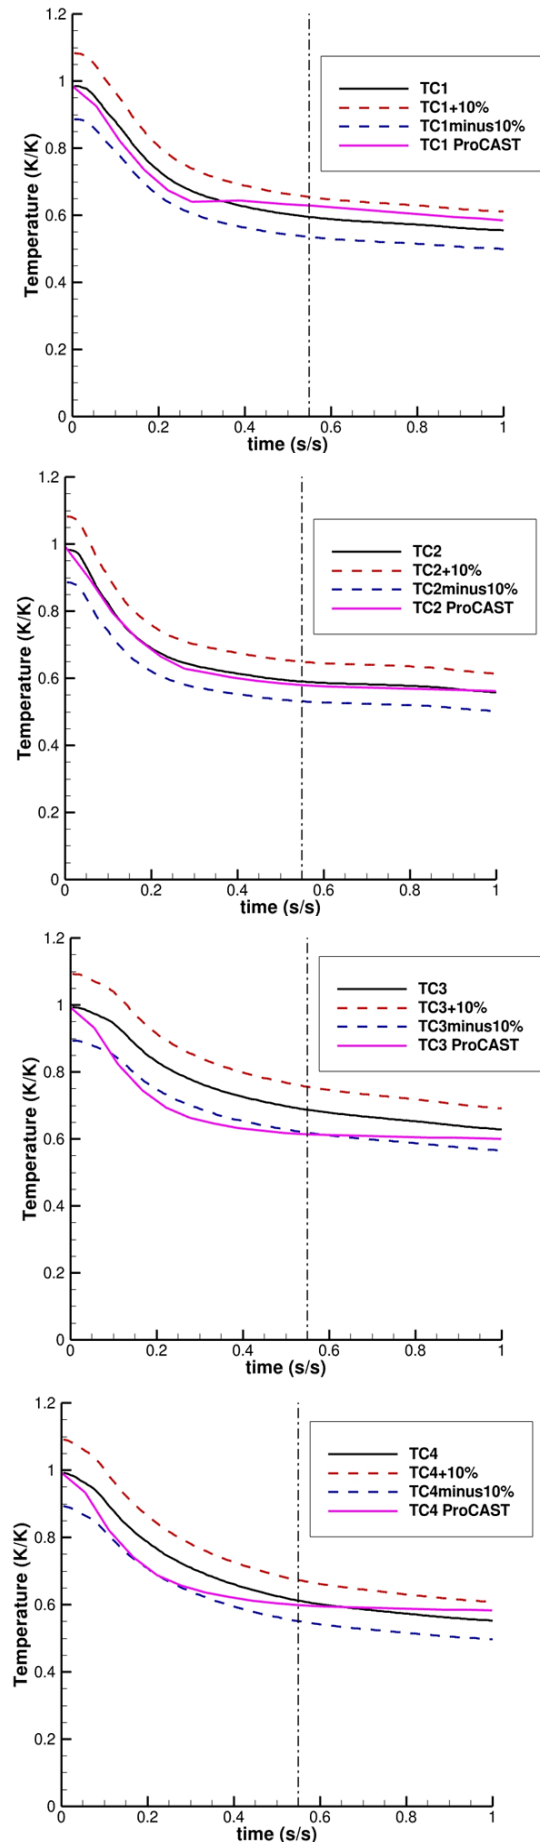 1.2
1
0.8
0.6
0.4
0.2
0
Temperature (K/K)
TC1
TC1+10%
TC1minus10%
TC1 ProCAST
0 0.2 0.4 0.6 0.8 1
time (s/s)
1.2
1
0.8
0.6
0.4
0.2
0
Temperature (K/K)
TC2
TC2+10%
TC2minus10%
TC2 ProCAST
0 0.2 0.4 0.6 0.8 1
time (s/s)
1.2
1
0.8
0.6
0.4
0.2
0
Temperature (K/K)
TC3
TC3+10%
TC3minus10%
TC3 ProCAST
0 0.2 0.4 0.6 0.8 1
time (s/s)
1.2
1
0.8
0.6
0.4
0.2
0
Temperature (K/K)
TC4
TC4+10%
TC4minus10%
TC4 ProCAST
0 0.2 0.4 0.6 0.8 1
time (s/s)